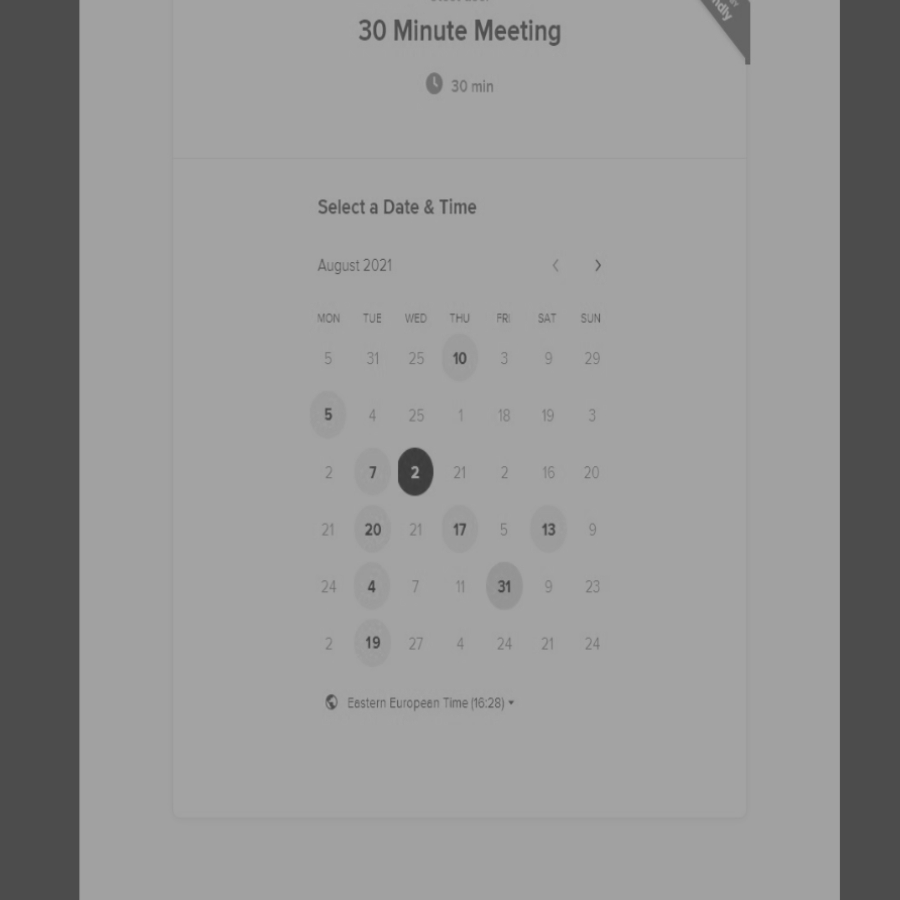 30 Minute Meeting
30 min
Select a Date & Time
August 2021
MON TUE WED THU FRI SAT SUN
5 31 25 10 3 9 29
5 4 25 1 18 19 3
2 7 2 21 2 16 20
21 20 21 17 5 13 9
24 4 7 11 31 9 23
2 19 27 4 24 21 24
Eastern European Time (16:28)